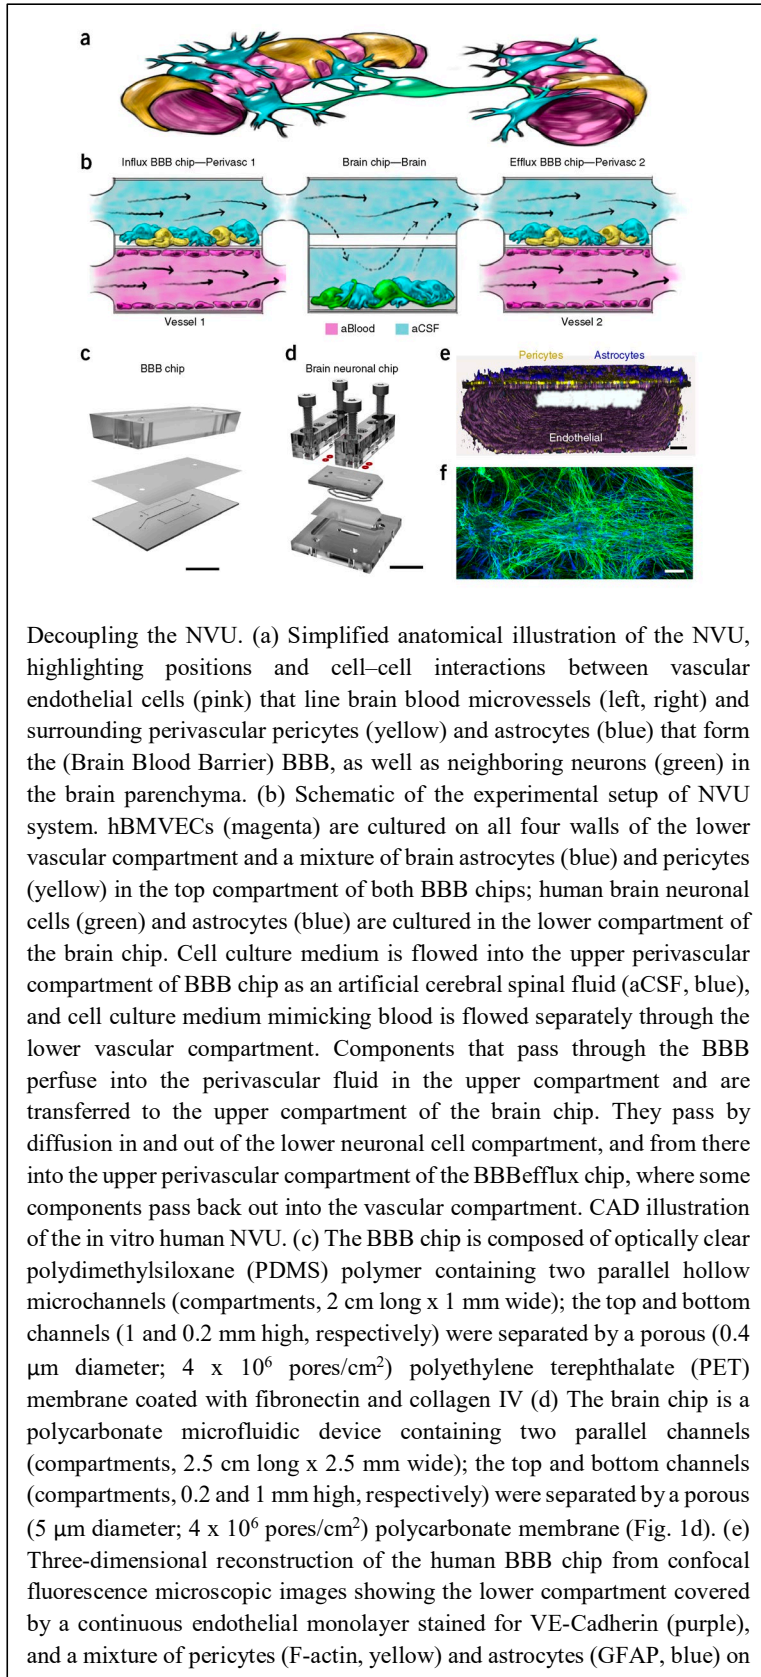 a
b
Influx BBB chip—Perivasc 1
Brain chip—Brain
Efflux BBB chip—Perivasc 2
Vessel 1
Vessel 2
aBlood
aCSF
c
BBB chip
d
Brain neuronal chip
e
Pericytes
Astrocytes
Endothelial
f
Decoupling the NVU. (a) Simplified anatomical illustration of the NVU,
highlighting positions and cell–cell interactions between vascular
endothelial cells (pink) that line brain blood microvessels (left, right) and
surrounding perivascular pericytes (yellow) and astrocytes (blue) that form
the (Brain Blood Barrier) BBB, as well as neighboring neurons (green) in
the brain parenchyma. (b) Schematic of the experimental setup of NVU
system. hBMVECs (magenta) are cultured on all four walls of the lower
vascular compartment and a mixture of brain astrocytes (blue) and pericytes
(yellow) in the top compartment of both BBB chips; human brain neuronal
cells (green) and astrocytes (blue) are cultured in the lower compartment of
the brain chip. Cell culture medium is flowed into the upper perivascular
compartment of BBB chip as an artificial cerebral spinal fluid (aCSF, blue),
and cell culture medium mimicking blood is flowed separately through the
lower vascular compartment. Components that pass through the BBB
perfuse into the perivascular fluid in the upper compartment and are
transferred to the upper compartment of the brain chip. They pass by
diffusion in and out of the lower neuronal cell compartment, and from there
into the upper perivascular compartment of the BBBefflux chip, where some
components pass back out into the vascular compartment. CAD illustration
of the in vitro human NVU. (c) The BBB chip is composed of optically clear
polydimethylsiloxane (PDMS) polymer containing two parallel hollow
microchannels (compartments, 2 cm long x 1 mm wide); the top and bottom
channels (1 and 0.2 mm high, respectively) were separated by a porous (0.4
μm diameter; 4 x 10⁶ pores/cm²) polyethylene terephthalate (PET)
membrane coated with fibronectin and collagen IV (d) The brain chip is a
polycarbonate microfluidic device containing two parallel channels
(compartments, 2.5 cm long x 2.5 mm wide); the top and bottom channels
(compartments, 0.2 and 1 mm high, respectively) were separated by a porous
(5 μm diameter; 4 x 10⁶ pores/cm²) polycarbonate membrane (Fig. 1d). (e)
Three-dimensional reconstruction of the human BBB chip from confocal
fluorescence microscopic images showing the lower compartment covered
by a continuous endothelial monolayer stained for VE-Cadherin (purple),
and a mixture of pericytes (F-actin, yellow) and astrocytes (GFAP, blue) on